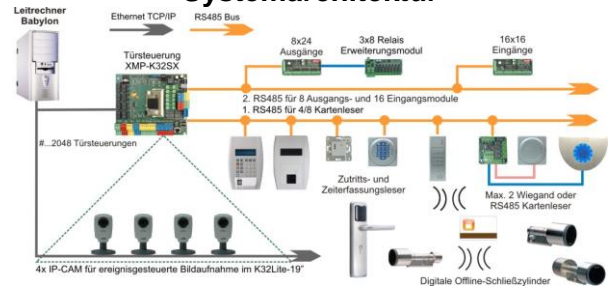 Systemarchitektur
Leitrechner
Babylon
Ethernet TCP/IP
RS485 Bus
Türsteuerung
XMP-K32SX
8x24
Ausgänge
3x8 Relais
Erweiterungsmodul
16x16
Eingänge
2. RS485 für 8 Ausgangs- und 16 Eingangsmodule
1. RS485 für 4/8 Kartenleser
#...2048 Türsteuerungen
Zutritts- und
Zeiterfassungsleser
Max. 2 Wiegand oder
RS485 Kartenleser
4x IP-CAM für ereignisgesteuerte Bildaufnahme im K32Lite-19"
Digitale Offline-Schließzylinder